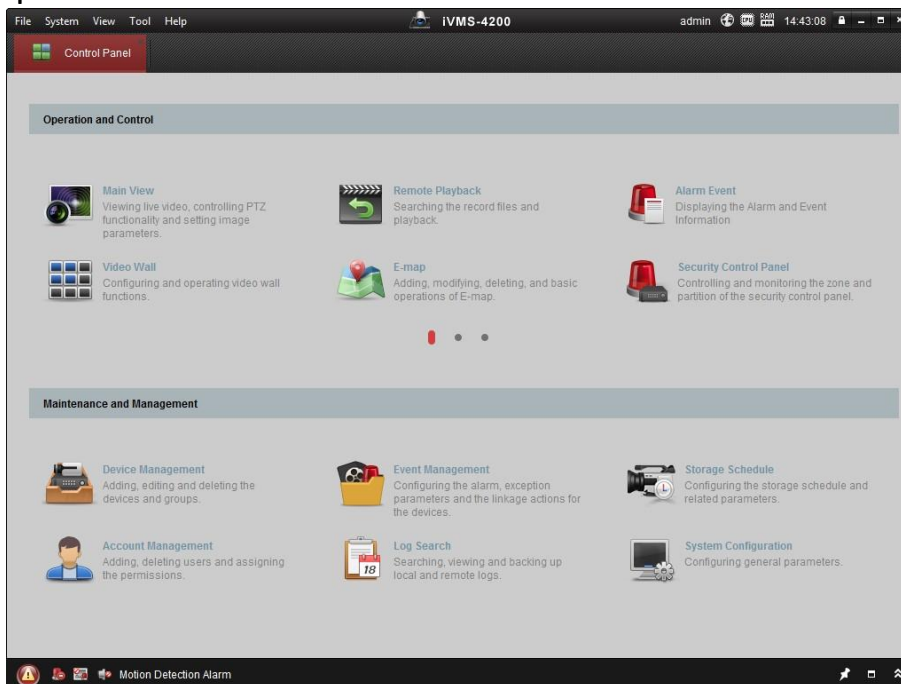 File System View Tool Help iVMS-4200 admin CPU RAM 14:43:08
Control Panel
Operation and Control
Main View
Viewing live video, controlling PTZ
functionality and setting image
parameters.
Remote Playback
Searching the record files and
playback.
Alarm Event
Displaying the Alarm and Event
Information
Video Wall
Configuring and operating video wall
functions.
E-map
Adding, modifying, deleting, and basic
operations of E-map.
Security Control Panel
Controlling and monitoring the zone and
partition of the security control panel.
Maintenance and Management
Device Management
Adding, editing and deleting the
devices and groups.
Event Management
Configuring the alarm, exception
parameters and the linkage actions for
the devices.
Storage Schedule
Configuring the storage schedule and
related parameters.
Account Management
Adding, deleting users and assigning
the permissions.
18
Log Search
Searching, viewing and backing up
local and remote logs.
System Configuration
Configuring general parameters.
Motion Detection Alarm